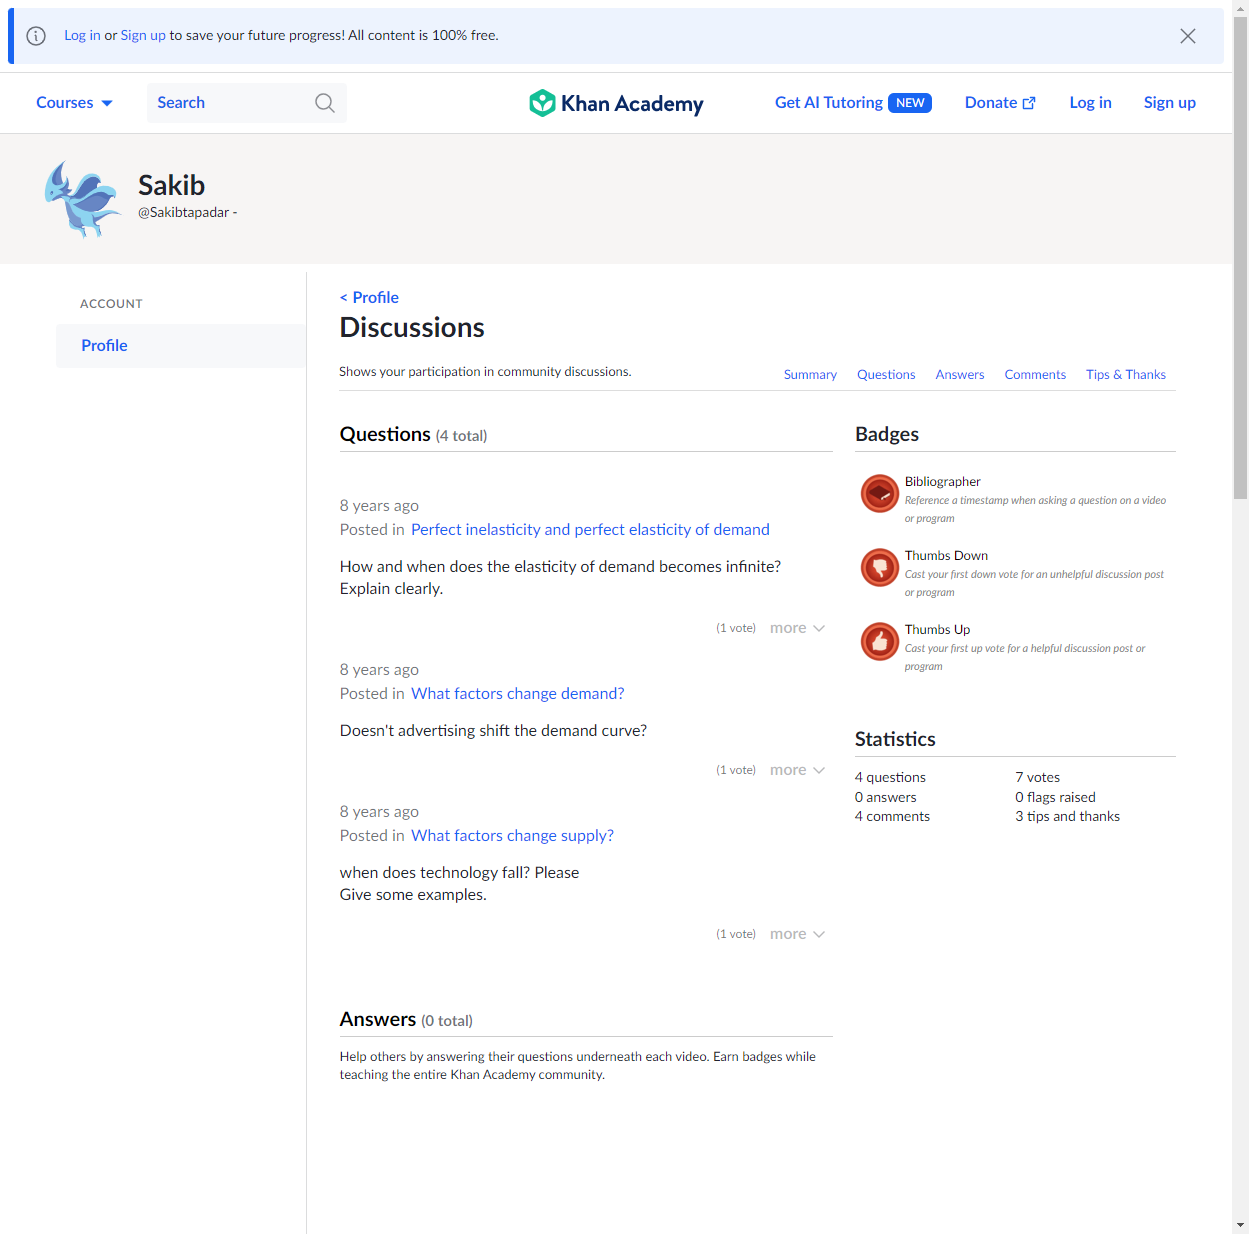 Log in or Sign up to save your future progress! All content is 100% free.
Courses
Search
Khan Academy
Get AI Tutoring NEW
Donate
Log in
Sign up
Sakib
@Sakibtapadar -
ACCOUNT
Profile
< Profile
Discussions
Shows your participation in community discussions.
Summary
Questions
Answers
Comments
Tips & Thanks
Questions (4 total)
8 years ago
Posted in Perfect inelasticity and perfect elasticity of demand
How and when does the elasticity of demand becomes infinite?
Explain clearly.
(1 vote) more
8 years ago
Posted in What factors change demand?
Doesn't advertising shift the demand curve?
(1 vote) more
8 years ago
Posted in What factors change supply?
when does technology fall? Please
Give some examples.
(1 vote) more
Answers (0 total)
Help others by answering their questions underneath each video. Earn badges while
teaching the entire Khan Academy community.
Badges
Bibliographer
Reference a timestamp when asking a question on a video
or program
Thumbs Down
Cast your first down vote for an unhelpful discussion post
or program
Thumbs Up
Cast your first up vote for a helpful discussion post or
program
Statistics
4 questions
0 answers
4 comments
7 votes
0 flags raised
3 tips and thanks